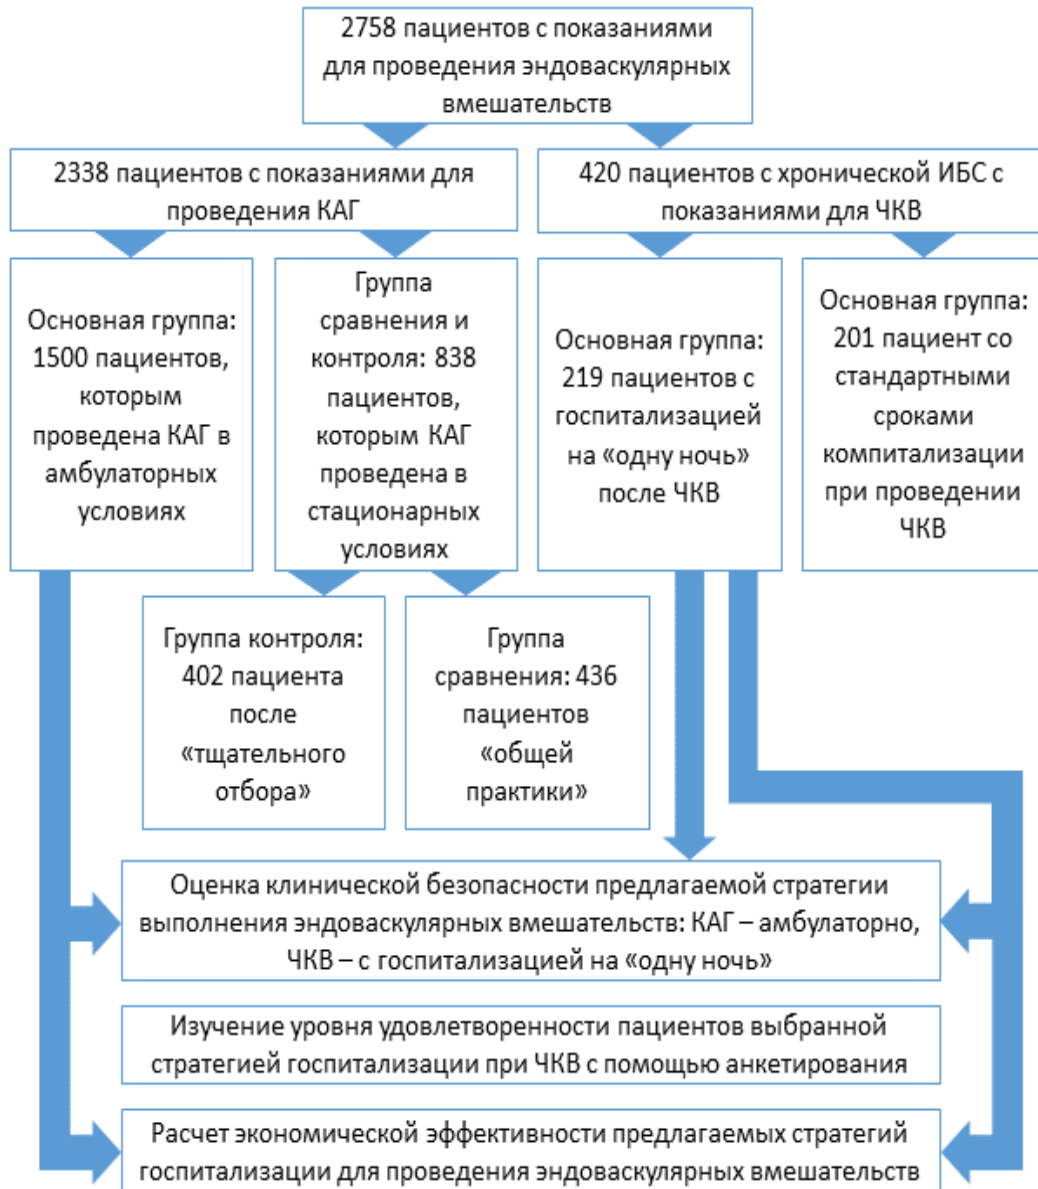 2758 пациентов с показаниями
для проведения эндоваскулярных
вмешательств
2338 пациентов с показаниями для
проведения КАГ
420 пациентов с хронической ИБС с
показаниями для ЧКВ
Основная группа:
1500 пациентов,
которым
проведена КАГ в
амбулаторных
условиях
Группа
сравнения и
контроля: 838
пациентов,
которым КАГ
проведена в
стационарных
условиях
Основная группа:
219 пациентов с
госпитализацией
на «одну ночь»
после ЧКВ
Основная группа:
201 пациент со
стандартными
сроками
компитализации
при проведении
ЧКВ
Группа контроля:
402 пациента
после
«тщательного
отбора»
Группа
сравнения: 436
пациентов
«общей
практики»
Оценка клинической безопасности предлагаемой стратегии
выполнения эндоваскулярных вмешательств: КАГ – амбулаторно,
ЧКВ – с госпитализацией на «одну ночь»
Изучение уровня удовлетворенности пациентов выбранной
стратегией госпитализации при ЧКВ с помощью анкетирования
Расчет экономической эффективности предлагаемых стратегий
госпитализации для проведения эндоваскулярных вмешательств